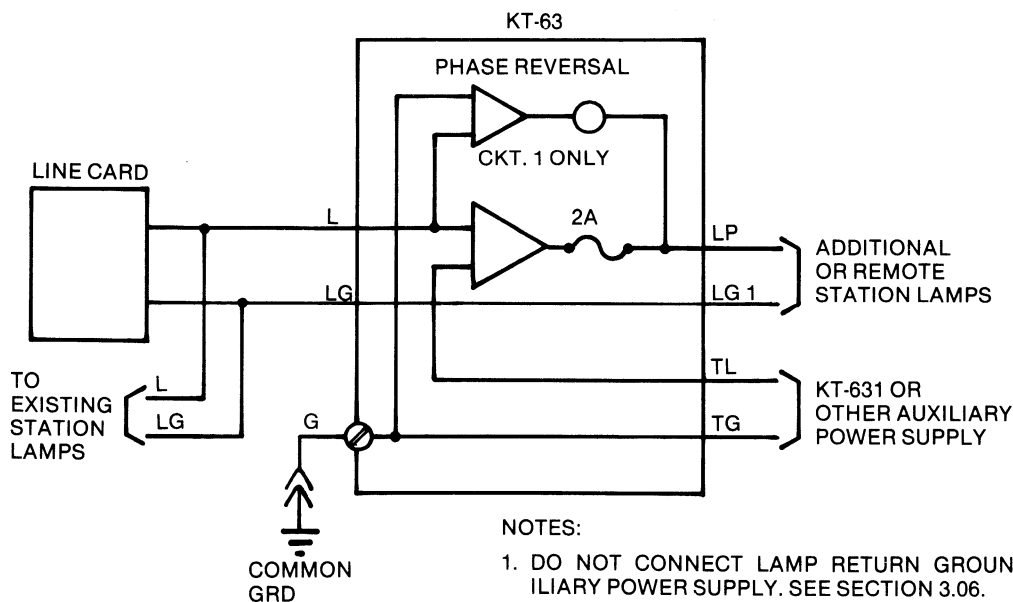 KT-63
PHASE REVERSAL
CKT. 1 ONLY
LINE CARD
L
2A
LP
LG
LG 1
ADDITIONAL
OR REMOTE
STATION LAMPS
TO
EXISTING
STATION
LAMPS
L
LG
G
TL
TG
KT-631 OR
OTHER AUXILIARY
POWER SUPPLY
COMMON
GRD
NOTES:
1. DO NOT CONNECT LAMP RETURN GROUN
ILIARY POWER SUPPLY. SEE SECTION 3.06.